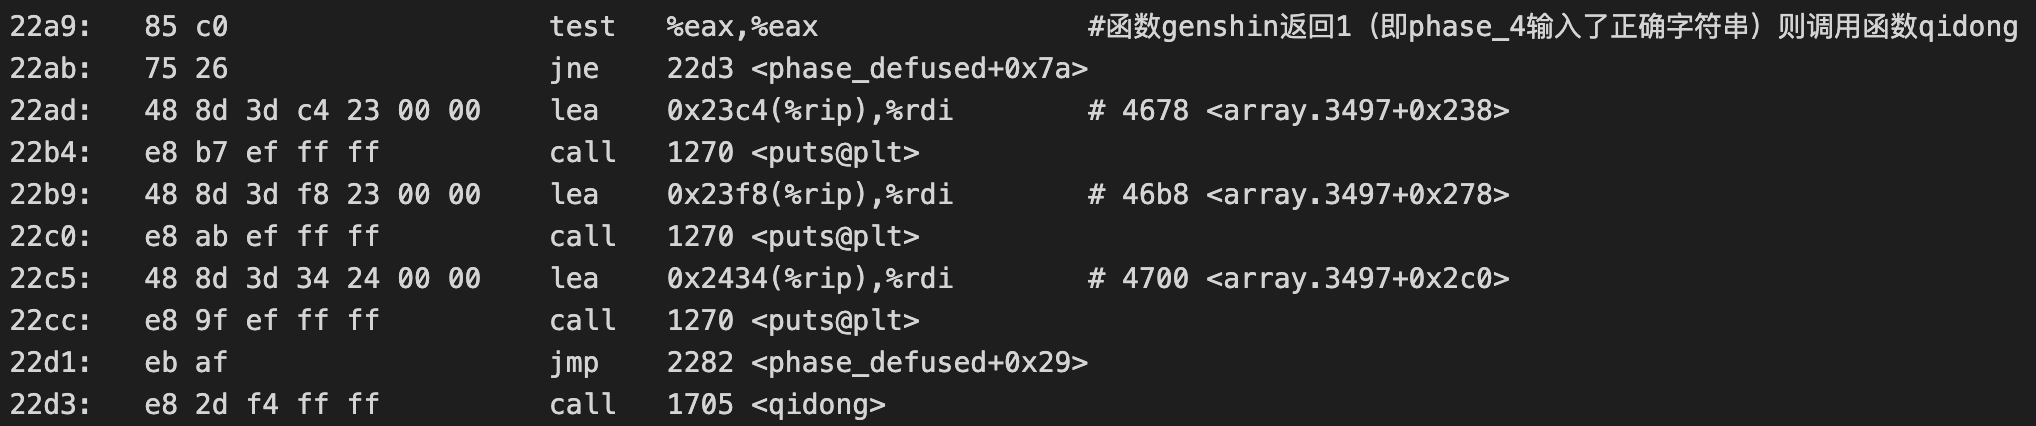 22a9:   85 c0                   test   %eax,%eax                #函数genshin返回1（即phase_4输入了正确字符串）则调用函数qidong
22ab:   75 26                   jne    22d3 <phase_defused+0x7a>
22ad:   48 8d 3d c4 23 00 00    lea    0x23c4(%rip),%rdi        # 4678 <array.3497+0x238>
22b4:   e8 b7 ef ff ff          call   1270 <puts@plt>
22b9:   48 8d 3d f8 23 00 00    lea    0x23f8(%rip),%rdi        # 46b8 <array.3497+0x278>
22c0:   e8 ab ef ff ff          call   1270 <puts@plt>
22c5:   48 8d 3d 34 24 00 00    lea    0x2434(%rip),%rdi        # 4700 <array.3497+0x2c0>
22cc:   e8 9f ef ff ff          call   1270 <puts@plt>
22d1:   eb af                   jmp    2282 <phase_defused+0x29>
22d3:   e8 2d f4 ff ff          call   1705 <qidong>